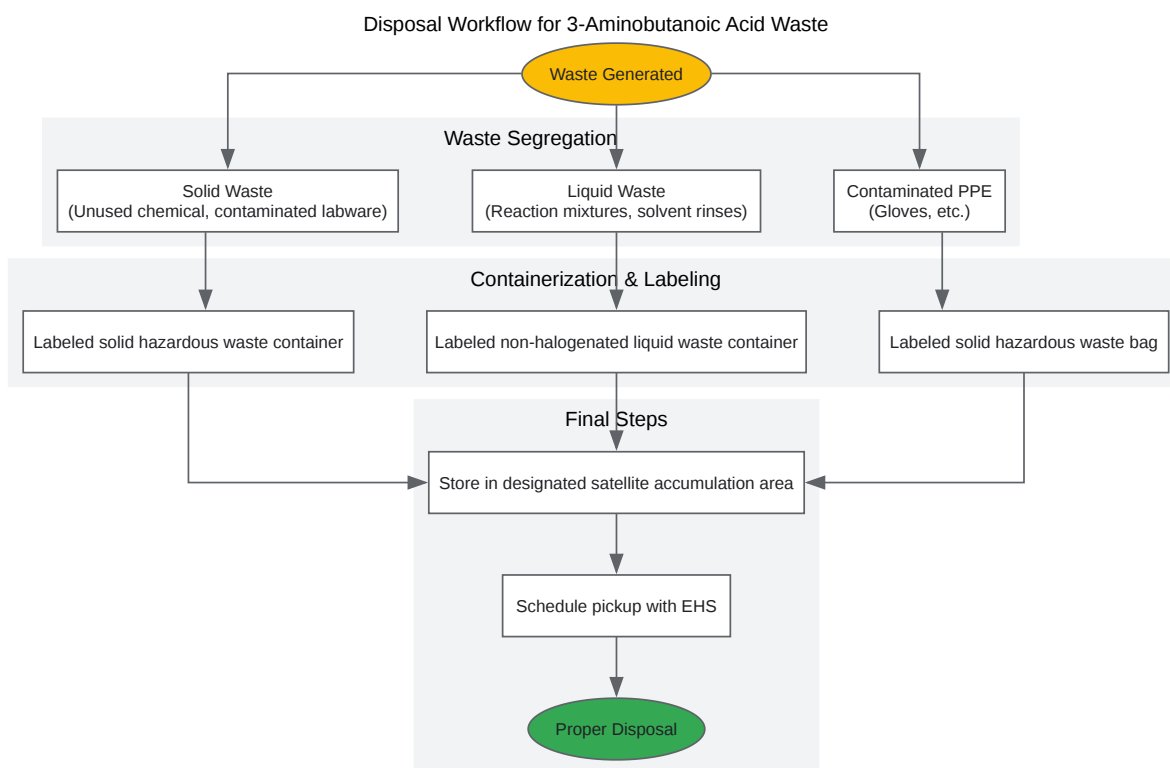 Disposal Workflow for 3-Aminobutanoic Acid Waste
Waste Generated
Waste Segregation
Solid Waste
(Unused chemical, contaminated labware)
Liquid Waste
(Reaction mixtures, solvent rinses)
Contaminated PPE
(Gloves, etc.)
Containerization & Labeling
Labeled solid hazardous waste container
Labeled non-halogenated liquid waste container
Labeled solid hazardous waste bag
Final Steps
Store in designated satellite accumulation area
Schedule pickup with EHS
Proper Disposal